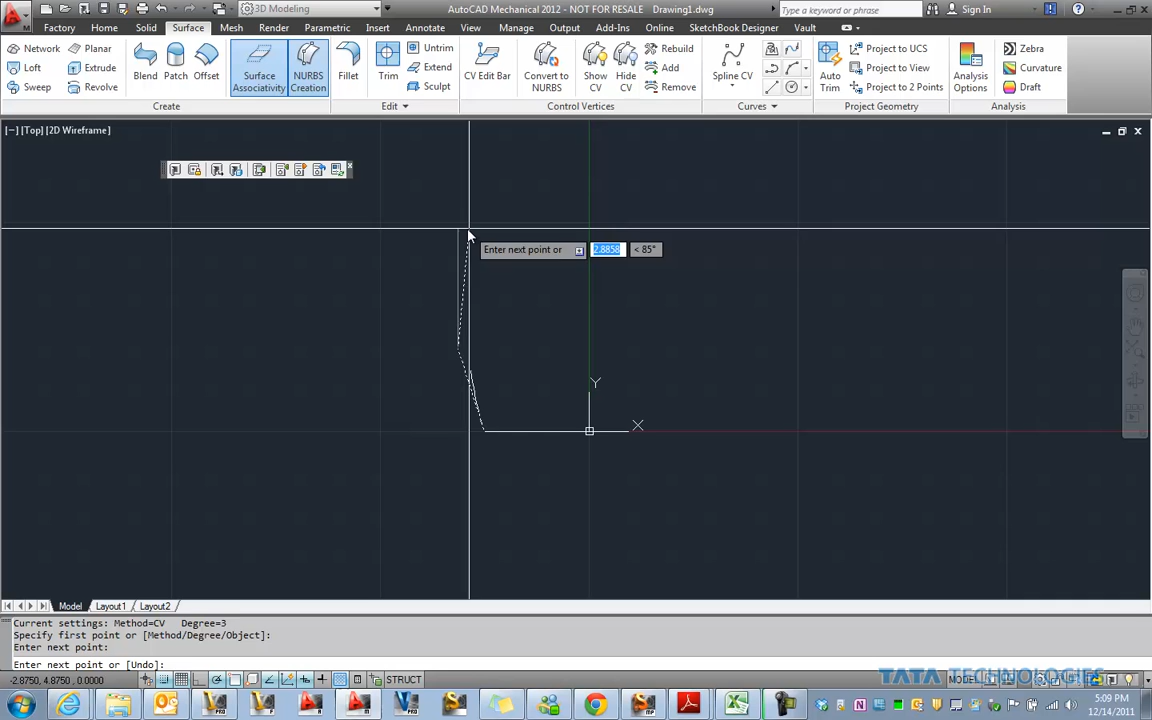 3D Modeling
AutoCAD Mechanical 2012 - NOT FOR RESALE Drawing1.dwg
Type a keyword or phrase
Sign In
Factory Home Solid Surface Mesh Render Parametric Insert Annotate View Manage Output Add-Ins Online SketchBook Designer Vault
Network Planar
Loft Extrude
Sweep Revolve
Blend Patch Offset
Surface Associativity
NURBS Creation
Fillet Trim
Untrim
Extend
Sculpt
CV Edit Bar
Convert to NURBS
Show CV
Hide CV
Rebuild
Add
Remove
Spline CV
Auto Trim
Project to UCS
Project to View
Project to 2 Points
Analysis Options
Zebra
Curvature
Draft
Create Edit Control Vertices Curves Project Geometry Analysis
[−] [Top] [2D Wireframe]
Enter next point or 2.8858 < 85°
Y
X
Model Layout1 Layout2
Current settings: Method=CV Degree=3
Specify first point or [Method/Degree/Object]:
Enter next point:
Enter next point or [Undo]:
TATA TECHNOLOGIES
-2.8750, 4.8750 , 0.0000
STRUCT
MODEL
5:09 PM
12/14/2011